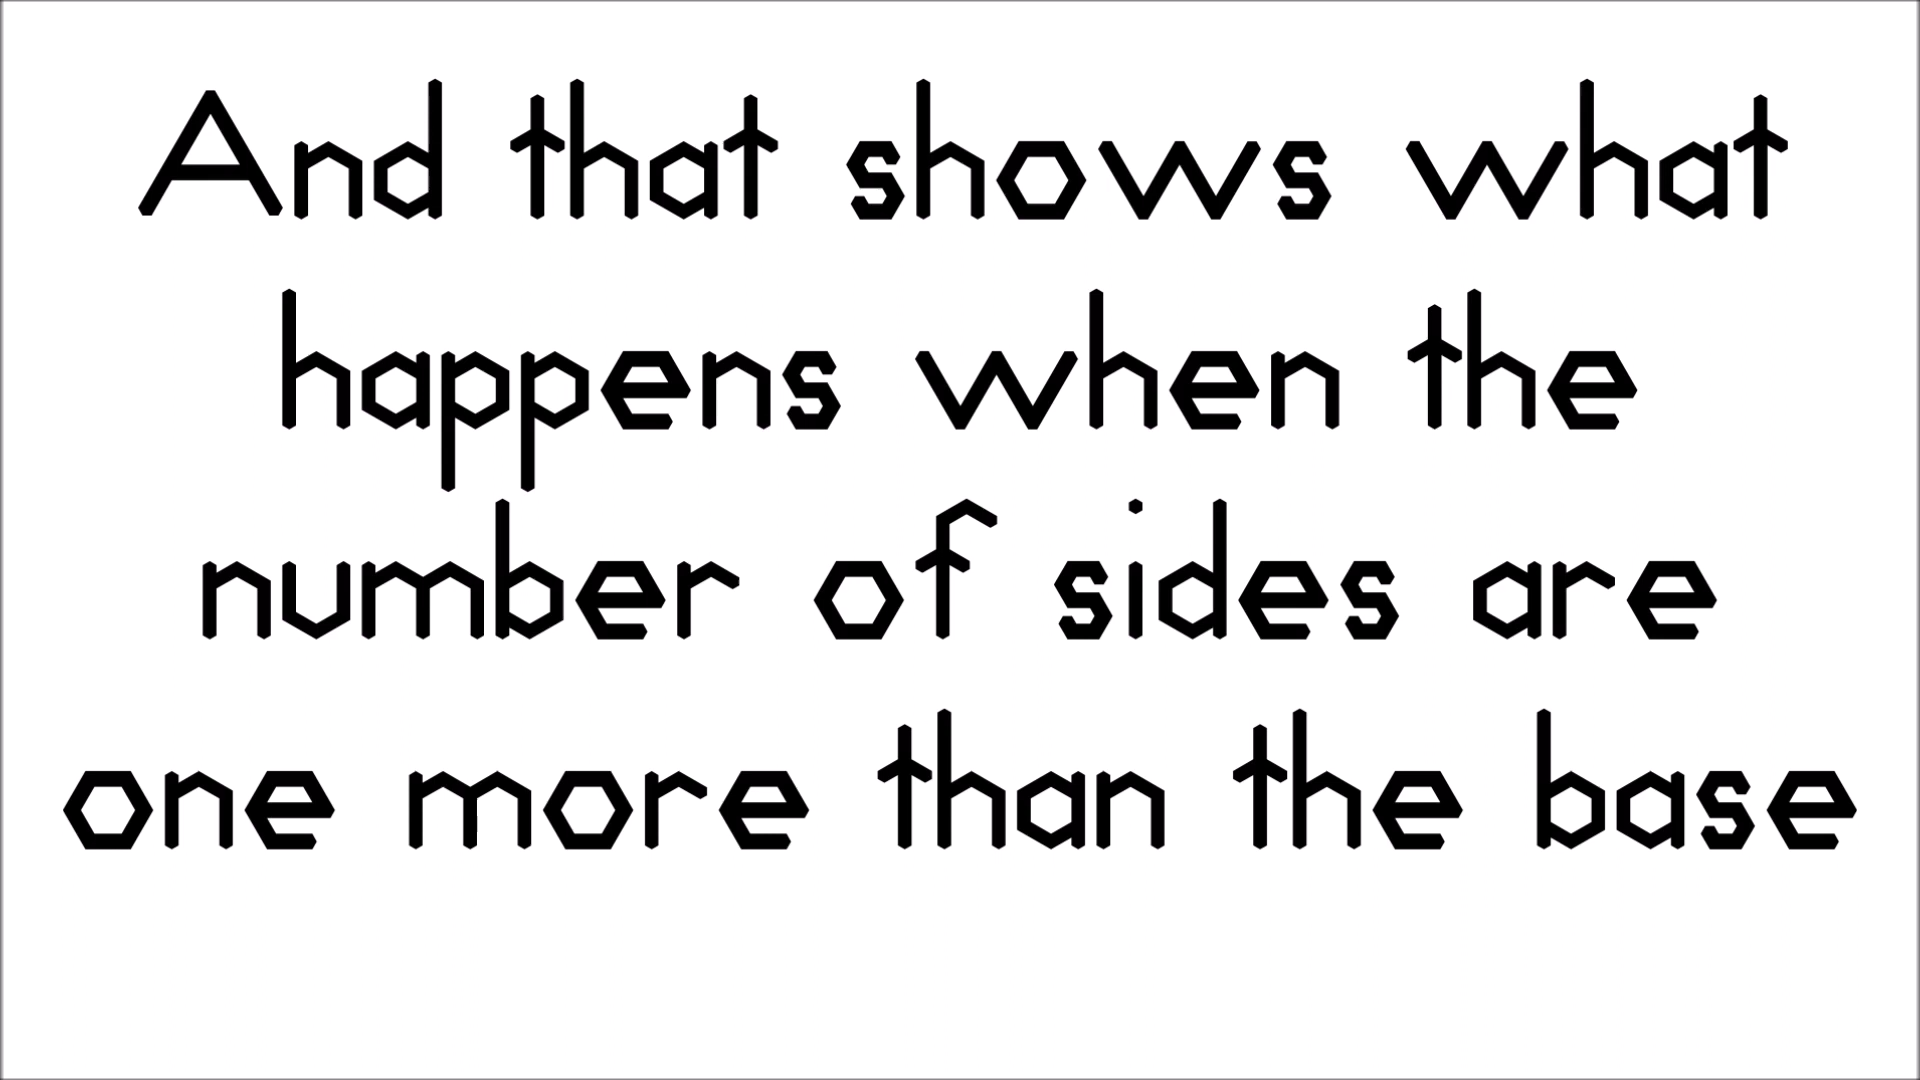 And that shows what
happens when the
number of sides are
one more than the base